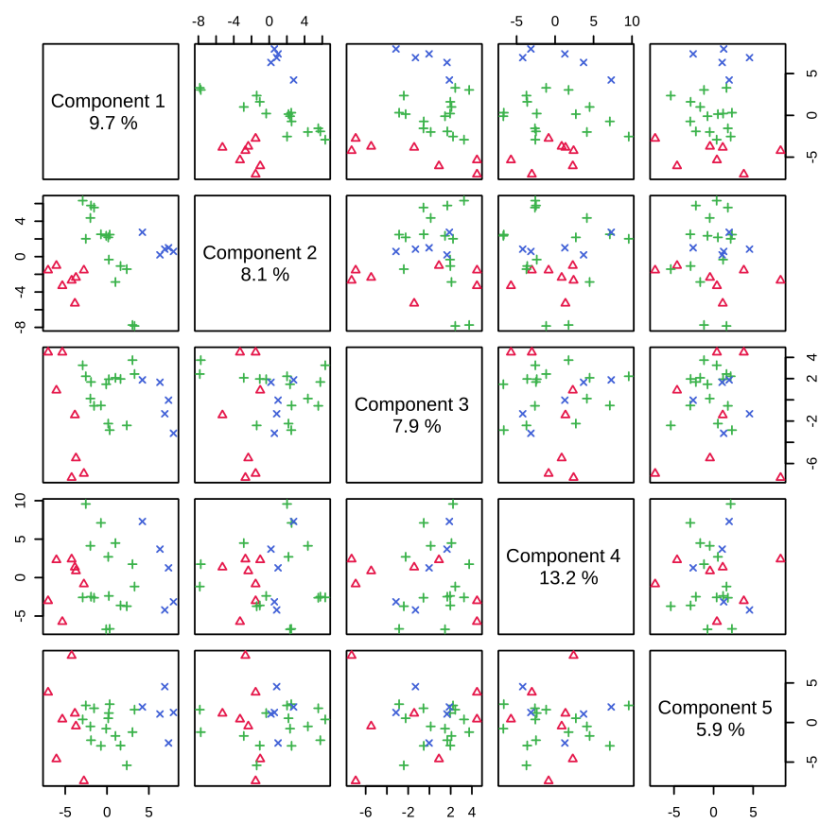 -8 -4 0 4 -5 0 5 10
Component 1
9.7 %
-5 0 5
-8 -4 0 4
Component 2
8.1 %
Component 3
7.9 %
-6 -2 2 4
-5 0 5 10
Component 4
13.2 %
Component 5
5.9 %
-5 0 5
-5 0 5 -6 -4 -2 0 2 4 -5 0 5